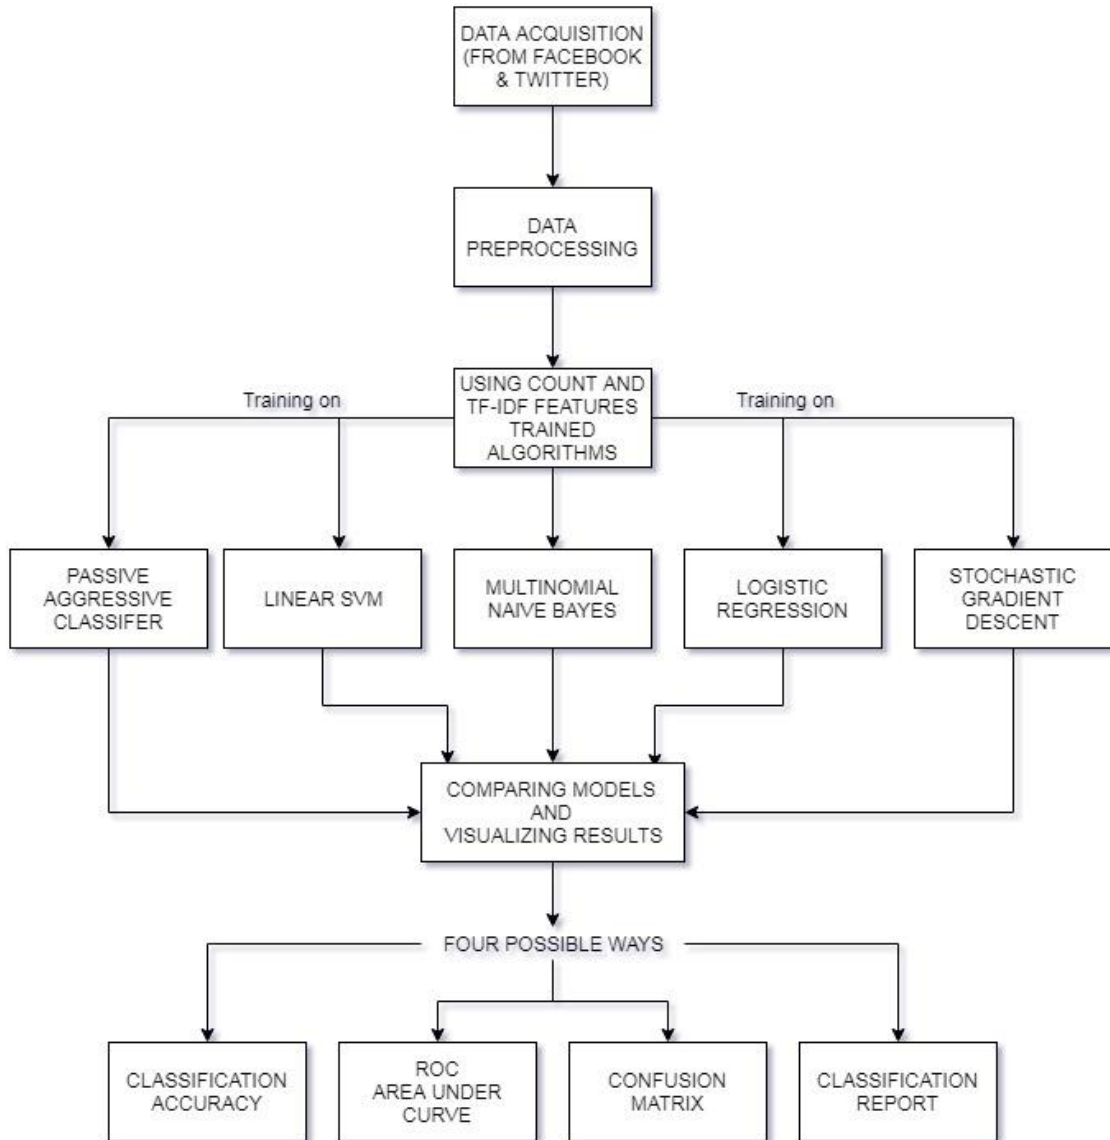 DATA ACQUISITION
(FROM FACEBOOK
& TWITTER)
DATA
PREPROCESSING
USING COUNT AND
TF-IDF FEATURES
TRAINED
ALGORITHMS
Training on
Training on
PASSIVE
AGGRESSIVE
CLASSIFER
LINEAR SVM
MULTINOMIAL
NAIVE BAYES
LOGISTIC
REGRESSION
STOCHASTIC
GRADIENT
DESCENT
COMPARING MODELS
AND
VISUALIZING RESULTS
FOUR POSSIBLE WAYS
CLASSIFICATION
ACCURACY
ROC
AREA UNDER
CURVE
CONFUSION
MATRIX
CLASSIFICATION
REPORT